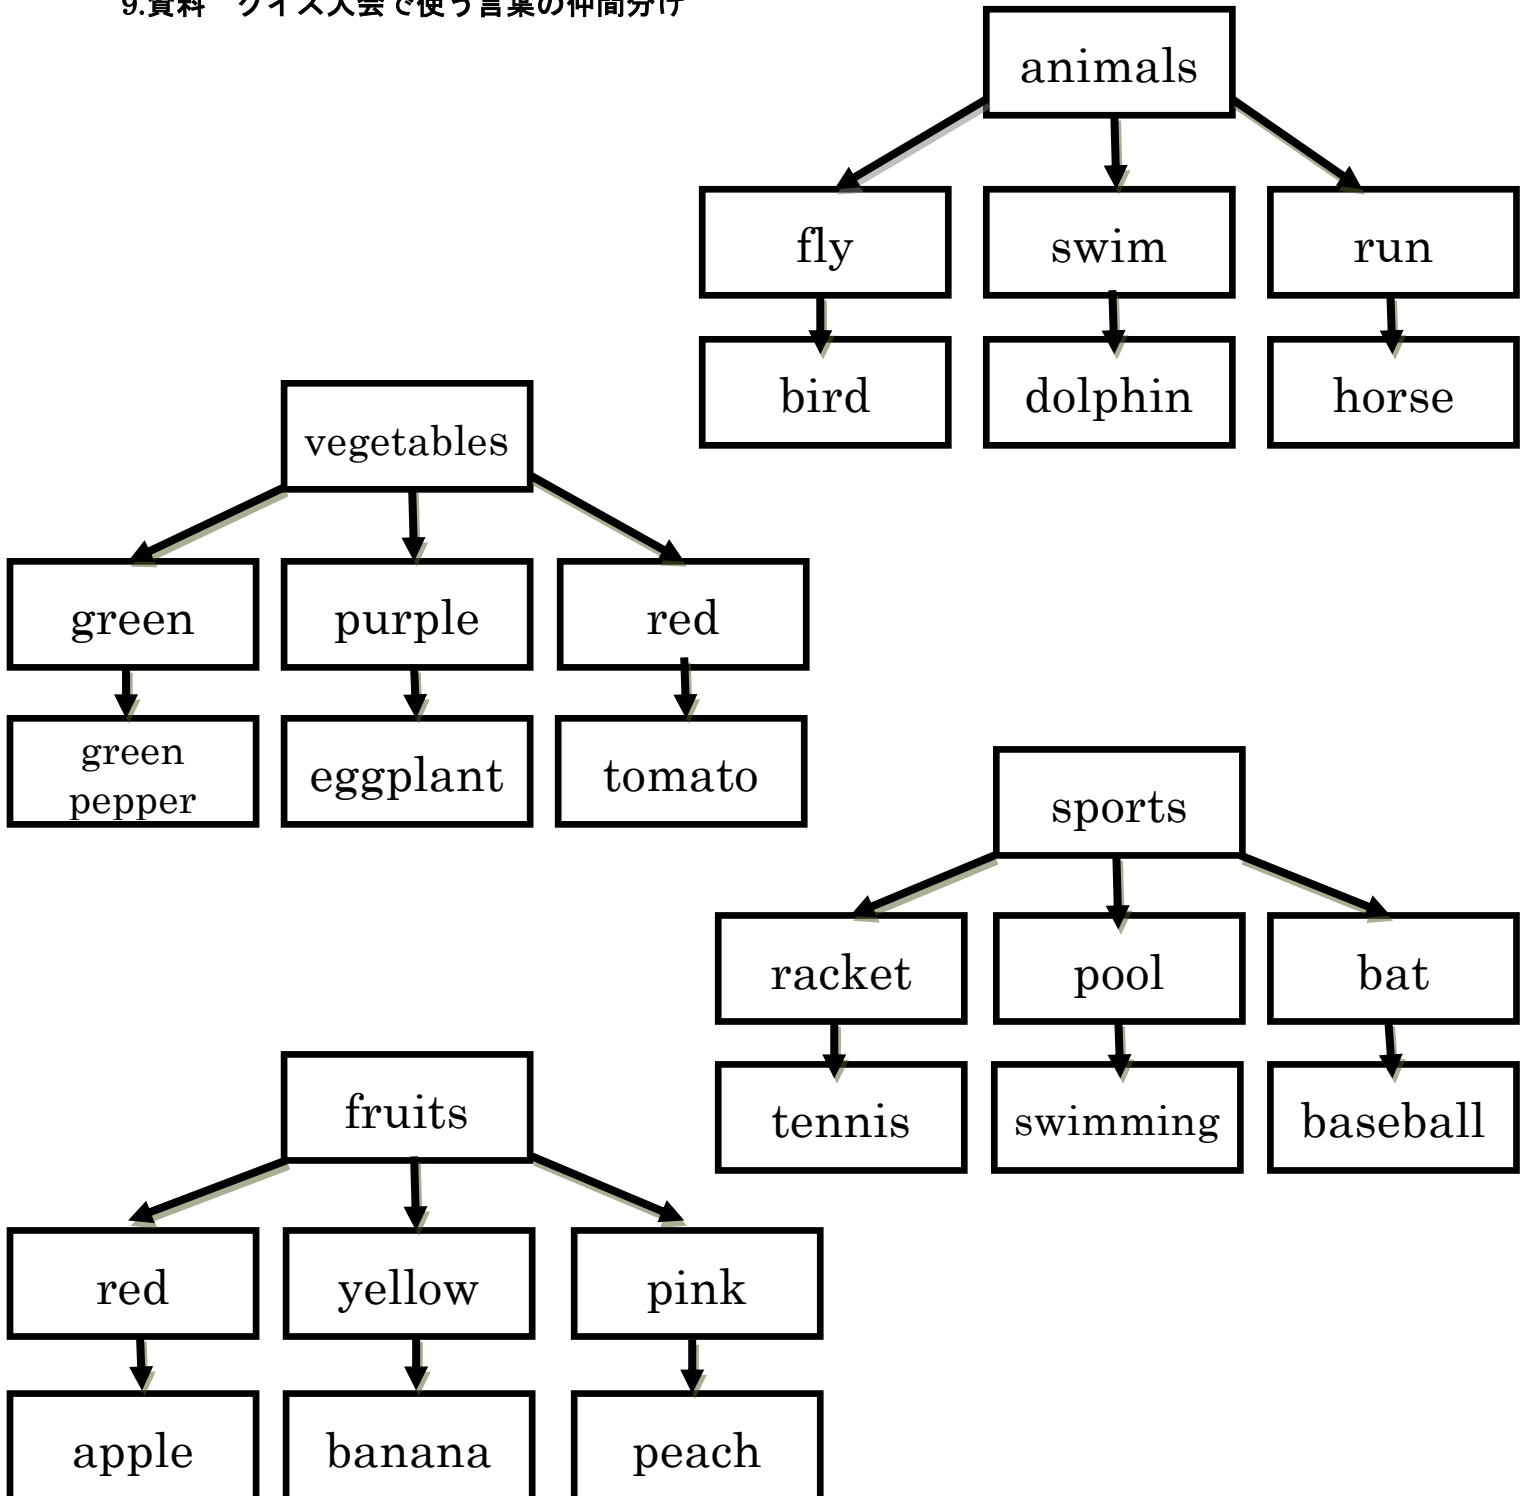 9.資料　クイズ大会で使う言葉の仲間分け
animals
fly
swim
run
bird
dolphin
horse
vegetables
green
purple
red
green
pepper
eggplant
tomato
sports
racket
pool
bat
tennis
swimming
baseball
fruits
red
yellow
pink
apple
banana
peach